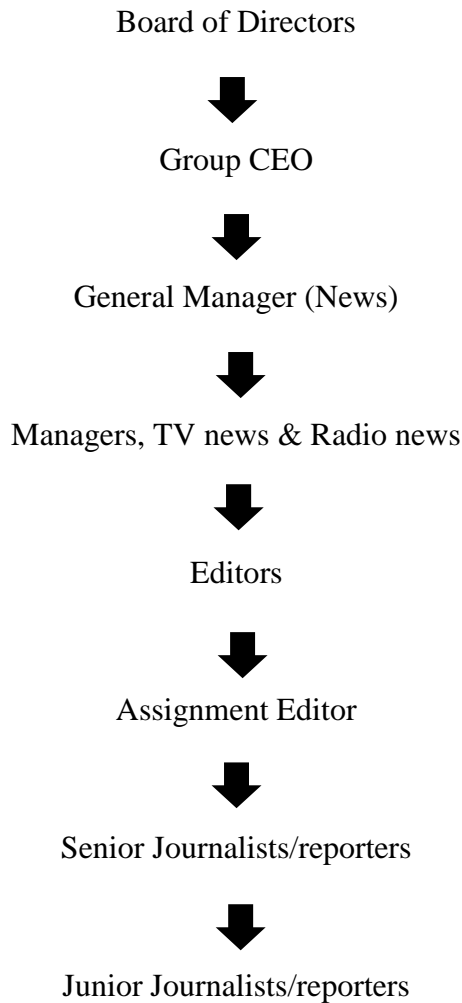 Board of Directors
Group CEO
General Manager (News)
Managers, TV news & Radio news
Editors
Assignment Editor
Senior Journalists/reporters
Junior Journalists/reporters